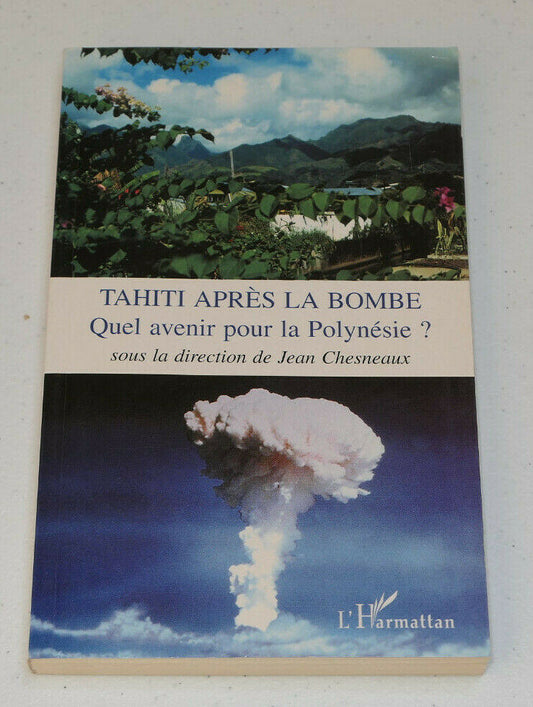 TAHITI APRÈS LA BOMBE
Quel avenir pour la Polynésie ?
sous la direction de Jean Chesneaux
L'Harmattan